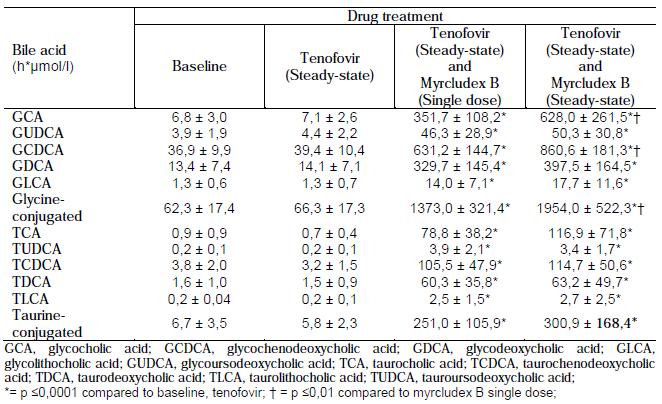 Drug treatment
Bile acid
(h*µmol/l)
Baseline
Tenofovir
(Steady-state)
Tenofovir
(Steady-state)
and
Myrcludex B
(Single dose)
Tenofovir
(Steady-state)
and
Myrcludex B
(Steady-state)
GCA 6,8 ± 3,0 7,1 ± 2,6 351,7 ± 108,2* 628,0 ± 261,5*†
GUDCA 3,9 ± 1,9 4,4 ± 2,2 46,3 ± 28,9* 50,3 ± 30,8*
GCDCA 36,9 ± 9,9 39,4 ± 10,4 631,2 ± 144,7* 860,6 ± 181,3*†
GDCA 13,4 ± 7,4 14,1 ± 7,1 329,7 ± 145,4* 397,5 ± 164,5*
GLCA 1,3 ± 0,6 1,3 ± 0,7 14,0 ± 7,1* 17,7 ± 11,6*
Glycine-
conjugated 62,3 ± 17,4 66,3 ± 17,3 1373,0 ± 321,4* 1954,0 ± 522,3*†
TCA 0,9 ± 0,9 0,7 ± 0,4 78,8 ± 38,2* 116,9 ± 71,8*
TUDCA 0,2 ± 0,1 0,2 ± 0,1 3,9 ± 2,1* 3,4 ± 1,7*
TCDCA 3,8 ± 2,0 3,2 ± 1,5 105,5 ± 47,9* 114,7 ± 50,6*
TDCA 1,6 ± 1,0 1,5 ± 0,9 60,3 ± 35,8* 63,2 ± 49,7*
TLCA 0,2 ± 0,04 0,2 ± 0,1 2,5 ± 1,5* 2,7 ± 2,5*
Taurine-
conjugated 6,7 ± 3,5 5,8 ± 2,3 251,0 ± 105,9* 300,9 ± 168,4*
GCA, glycocholic acid; GCDCA, glycochenodeoxycholic acid; GDCA, glycodeoxycholic acid; GLCA,
glycolithocholic acid; GUDCA, glycoursodeoxycholic acid; TCA, taurocholic acid; TCDCA, taurochenodeoxycholic
acid; TDCA, taurodeoxycholic acid; TLCA, taurolithocholic acid; TUDCA, tauroursodeoxycholic acid;
*= p ≤0,0001 compared to baseline, tenofovir; † = p ≤0,01 compared to myrcludex B single dose;